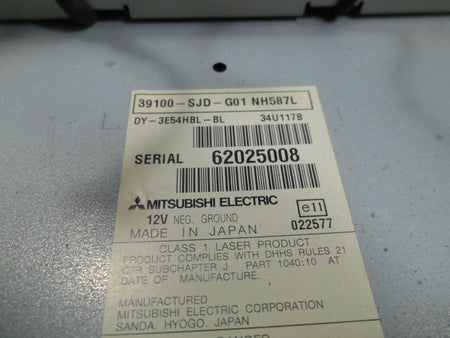 39100-SJD-G01 NH587L
DY-3E54HBL-BL 34U117B
SERIAL 62025008
MITSUBISHI ELECTRIC
12V NEG. GROUND e11
MADE IN JAPAN 022577
CLASS 1 LASER PRODUCT
PRODUCT COMPLIES WITH DHHS RULES 21
CFR SUBCHAPTER J PART 1040:10 AT
DATE OF MANUFACTURE.
MANUFACTURED
MITSUBISHI ELECTRIC CORPORATION
SANDA, HYOGO, JAPAN